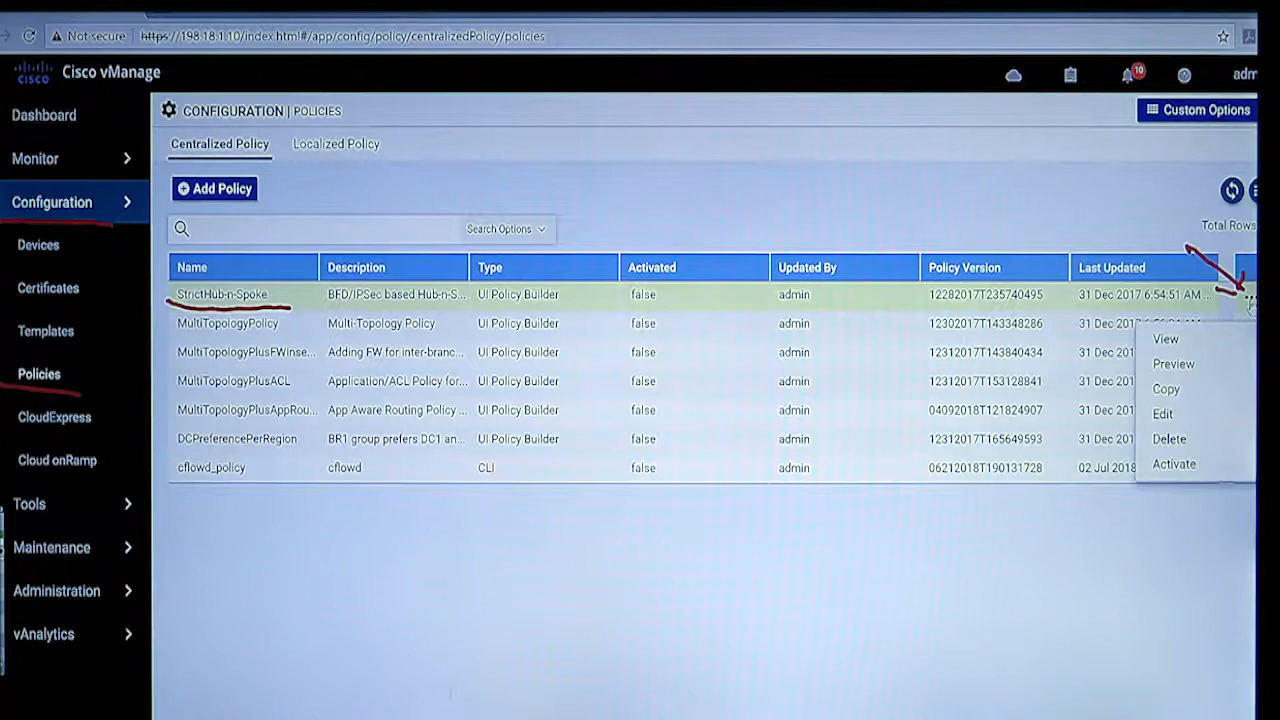 Not secure https://198.18.1.10/index.html#/app/config/policy/centralizedPolicy/policies
cisco Cisco vManage
10
adm
Dashboard
Monitor
Configuration
Devices
Certificates
Templates
Policies
CloudExpress
Cloud onRamp
Tools
Maintenance
Administration
vAnalytics
CONFIGURATION | POLICIES
Custom Options
Centralized Policy Localized Policy
Add Policy
Search Options
Total Rows
Name Description Type Activated Updated By Policy Version Last Updated
StrictHub-n-Spoke BFD/IPSec based Hub-n-S... UI Policy Builder false admin 12282017T235740495 31 Dec 2017 6:54:51 AM ...
MultiTopologyPolicy Multi-Topology Policy UI Policy Builder false admin 12302017T143348286 31 Dec 2017
MultiTopologyPlusFWInse... Adding FW for inter-branc... UI Policy Builder false admin 12312017T143840434 31 Dec 201
MultiTopologyPlusACL Application/ACL Policy for... UI Policy Builder false admin 12312017T153128841 31 Dec 201
MultiTopologyPlusAppRou... App Aware Routing Policy... UI Policy Builder false admin 04092018T121824907 31 Dec 201
DCPreferencePerRegion BR1 group prefers DC1 an... UI Policy Builder false admin 12312017T165649593 31 Dec 201
cflowd_policy cflowd CLI false admin 06212018T190131728 02 Jul 2018
View
Preview
Copy
Edit
Delete
Activate